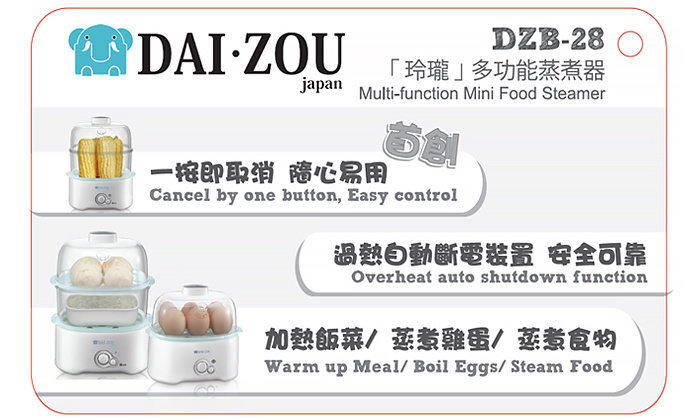 DAI·ZOU
japan
DZB-28
「玲瓏」多功能蒸煮器
Multi-function Mini Food Steamer
首創
一按即取消 隨心易用
Cancel by one button, Easy control
過熱自動斷電裝置 安全可靠
Overheat auto shutdown function
加熱飯菜/ 蒸煮雞蛋/ 蒸煮食物
Warm up Meal/ Boil Eggs/ Steam Food